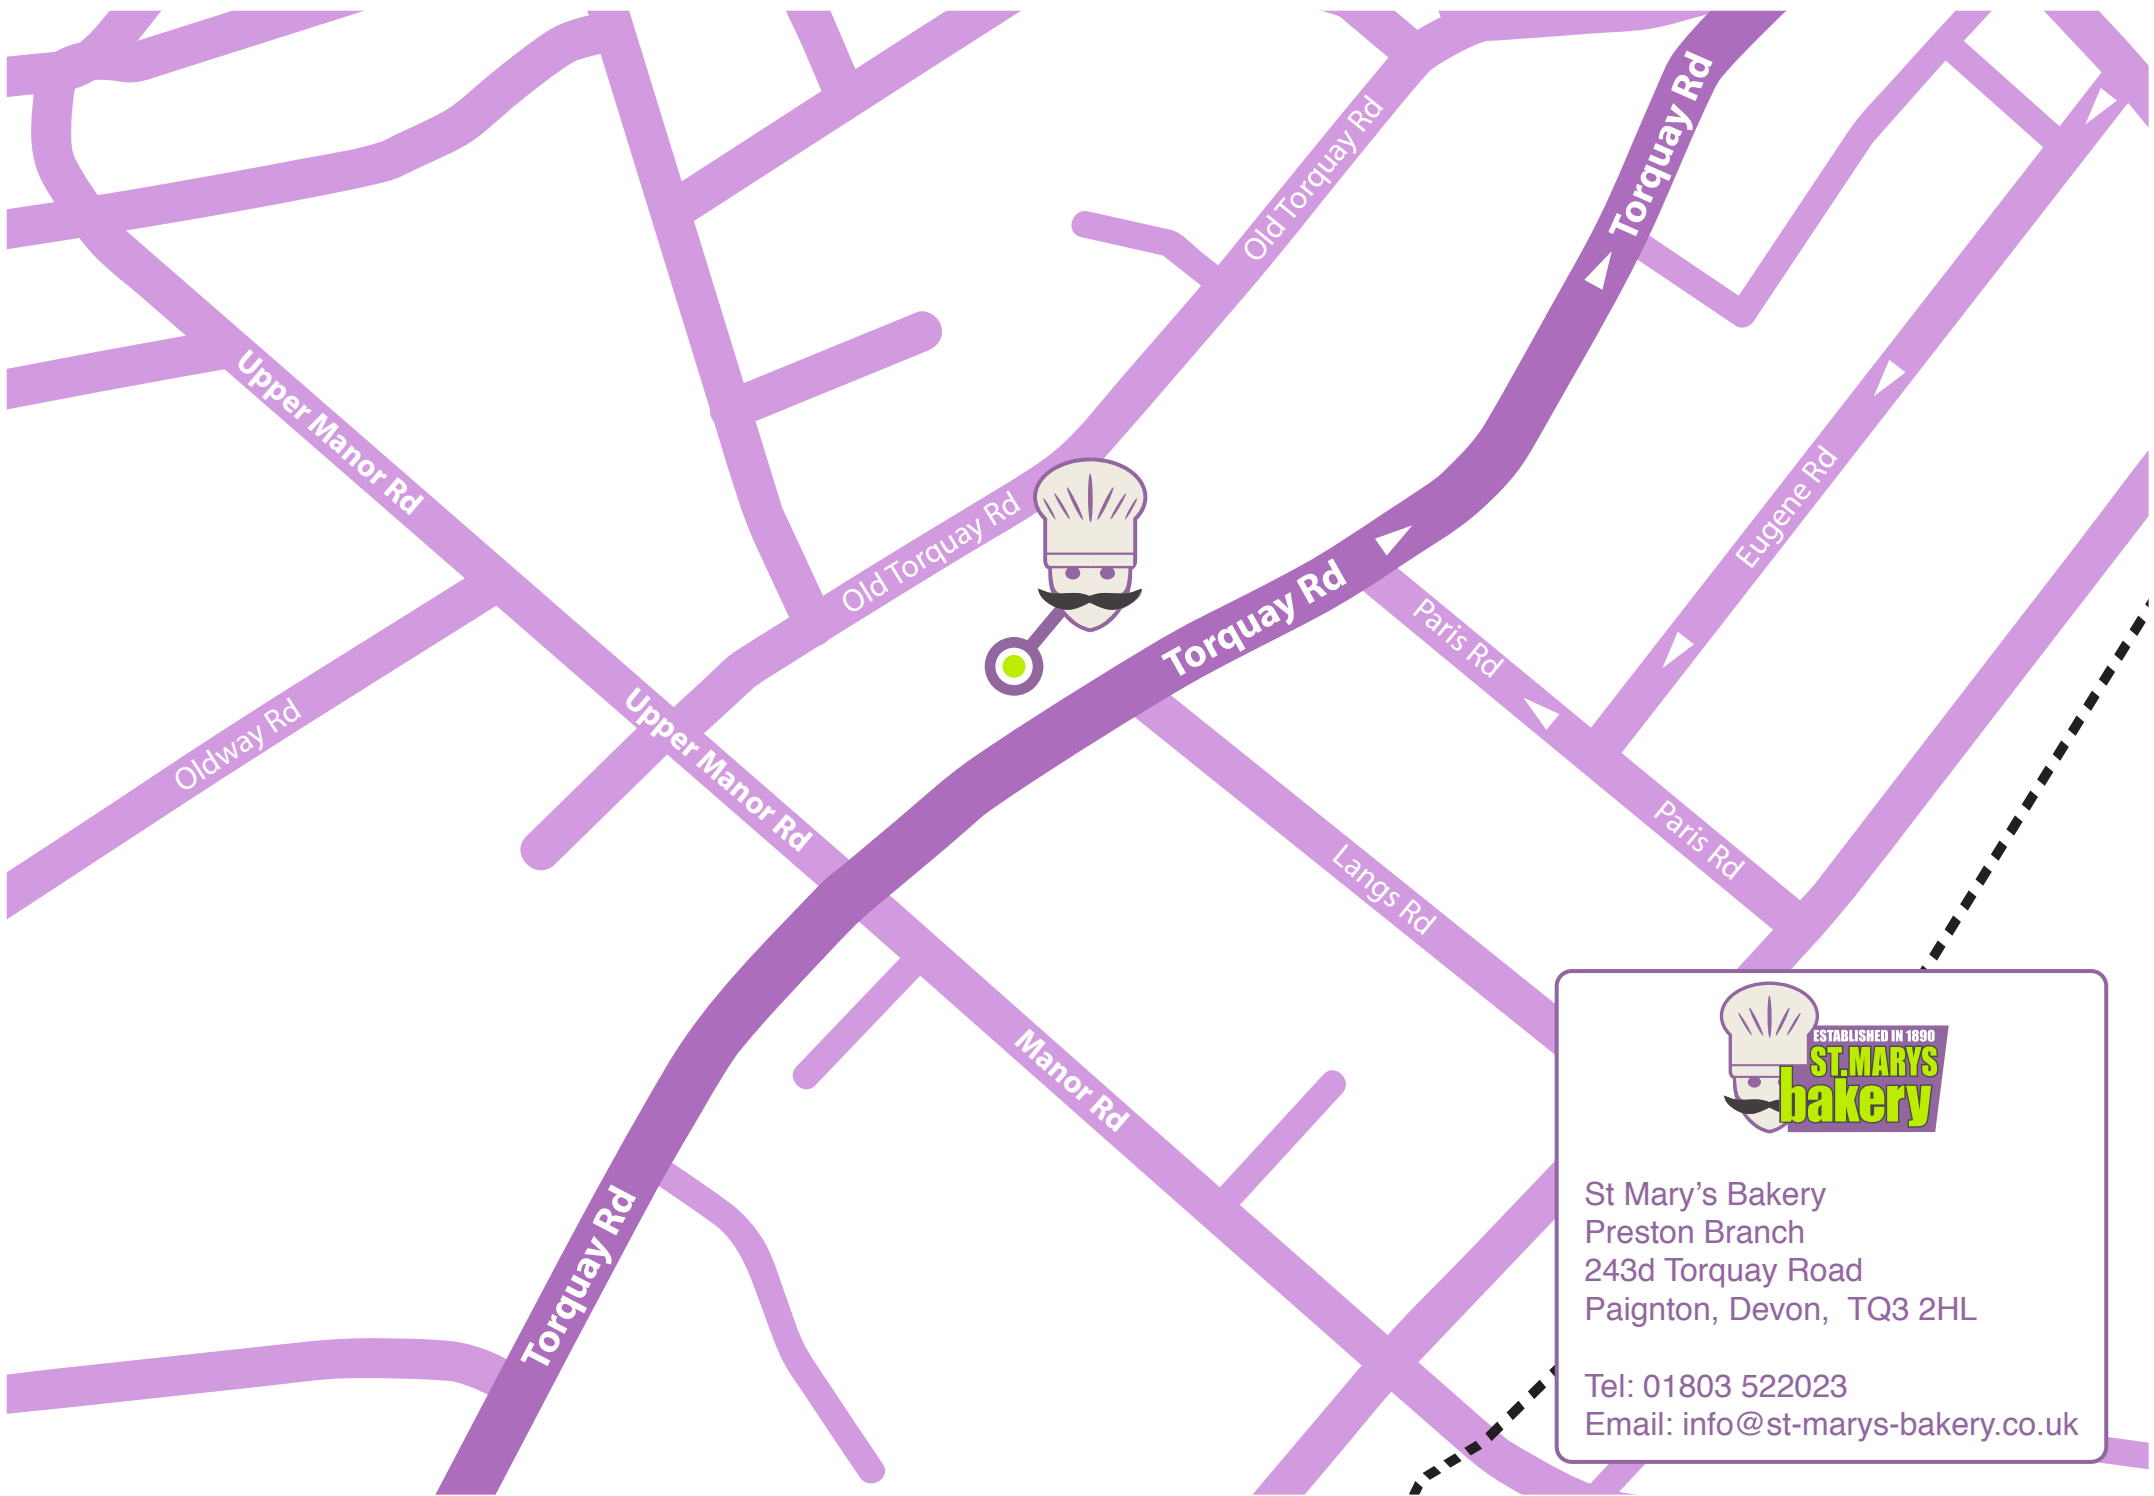 Torquay Rd
Old Torquay Rd
Upper Manor Rd
Eugene Rd
Old Torquay Rd
Torquay Rd
Paris Rd
Oldway Rd
Upper Manor Rd
Paris Rd
Langs Rd
Manor Rd
Torquay Rd
ESTABLISHED IN 1890
ST.MARYS
bakery
St Mary’s Bakery
Preston Branch
243d Torquay Road
Paignton, Devon,  TQ3 2HL
Tel: 01803 522023
Email: info@st-marys-bakery.co.uk